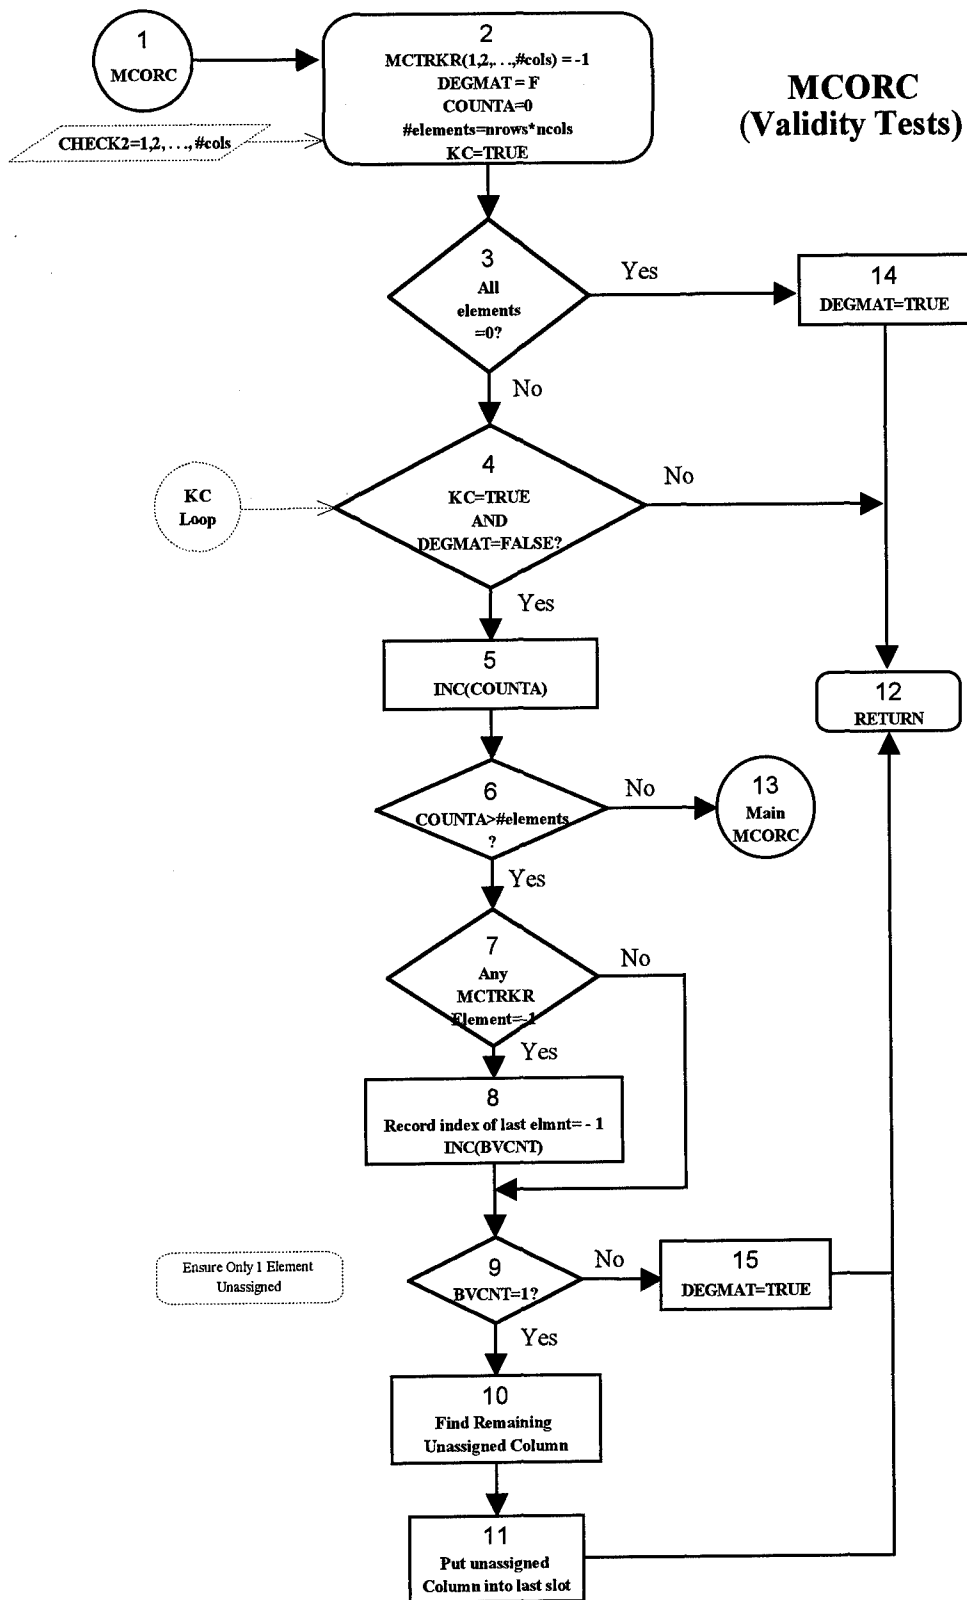 1
MCORC
2
MCTRKR(1,2,. . .,#cols) = -1
DEGMAT = F
COUNTA=0
#elements=nrows*ncols
KC=TRUE
MCORC
(Validity Tests)
CHECK2=1,2, . . ., #cols
3
All
elements
=0?
Yes
14
DEGMAT=TRUE
No
4
KC=TRUE
AND
DEGMAT=FALSE?
No
KC
Loop
Yes
5
INC(COUNTA)
12
RETURN
6
COUNTA>#elements
?
No
13
Main
MCORC
Yes
7
Any
MCTRKR
Element=-1
No
Yes
8
Record index of last elmnt= - 1
INC(BVCNT)
Ensure Only 1 Element
Unassigned
9
BVCNT=1?
No
15
DEGMAT=TRUE
Yes
10
Find Remaining
Unassigned Column
11
Put unassigned
Column into last slot